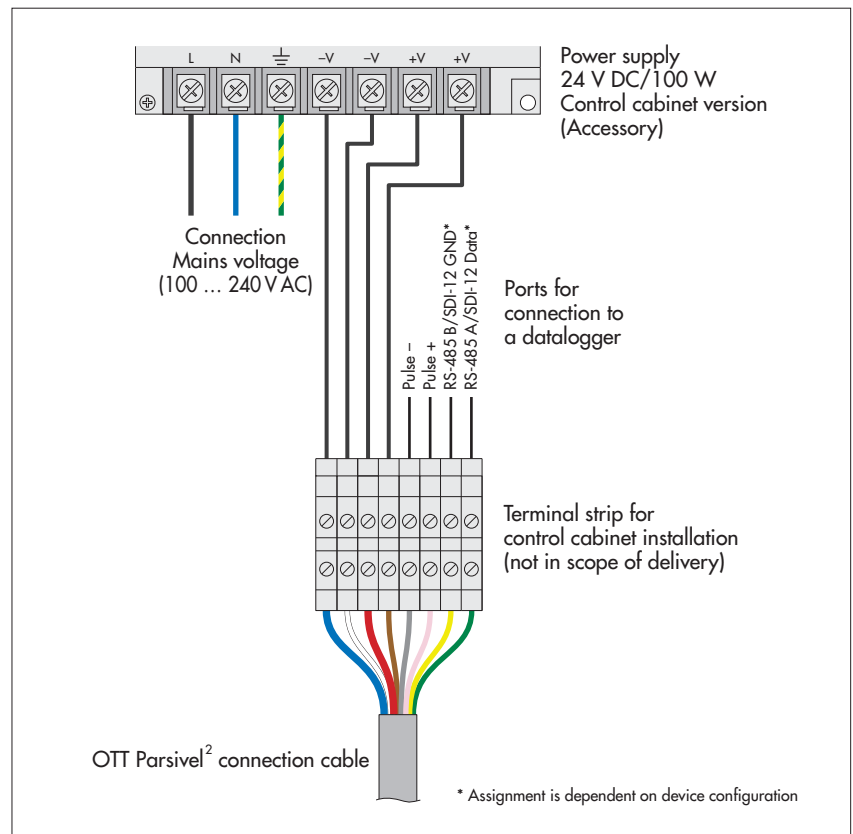 L N –V –V +V +V
Power supply
24 V DC/100 W
Control cabinet version
(Accessory)
Connection
Mains voltage
(100 … 240 V AC)
Pulse –
Pulse +
RS-485 B/SDI-12 GND*
RS-485 A/SDI-12 Data*
Ports for
connection to
a datalogger
Terminal strip for
control cabinet installation
(not in scope of delivery)
OTT Parsivel² connection cable
* Assignment is dependent on device configuration